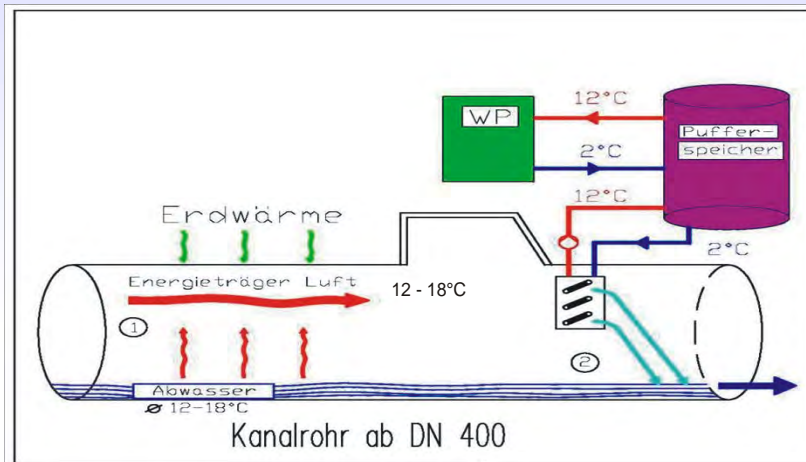 12°C
WP
Puffer-
speicher
2°C
12°C
Erdwärme
2°C
Energieträger Luft
12 - 18°C
1
2
Abwasser
ø 12-18°C
Kanalrohr ab DN 400